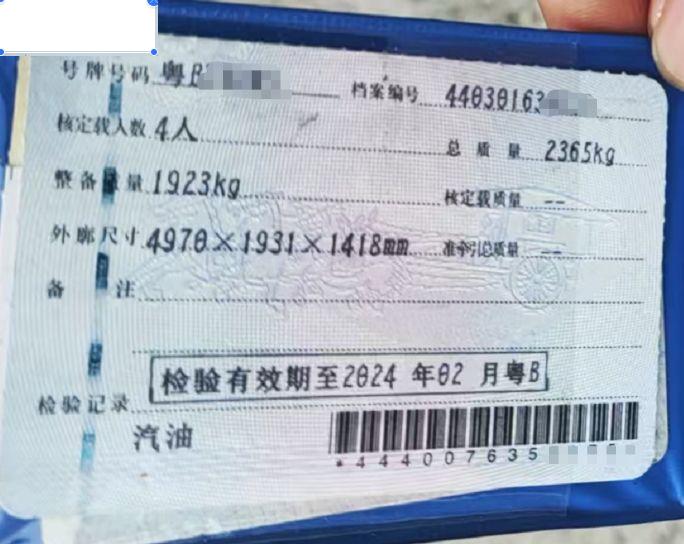 号牌号码 粤B 档案编号 44030163
核定载人数 4人 总质量 2365kg
整备质量 1923kg 核定载质量 --
外廓尺寸 4970×1931×1418mm 准牵引总质量 --
备注
检验有效期至2024年02月粤B
检验记录
汽油
*444007635